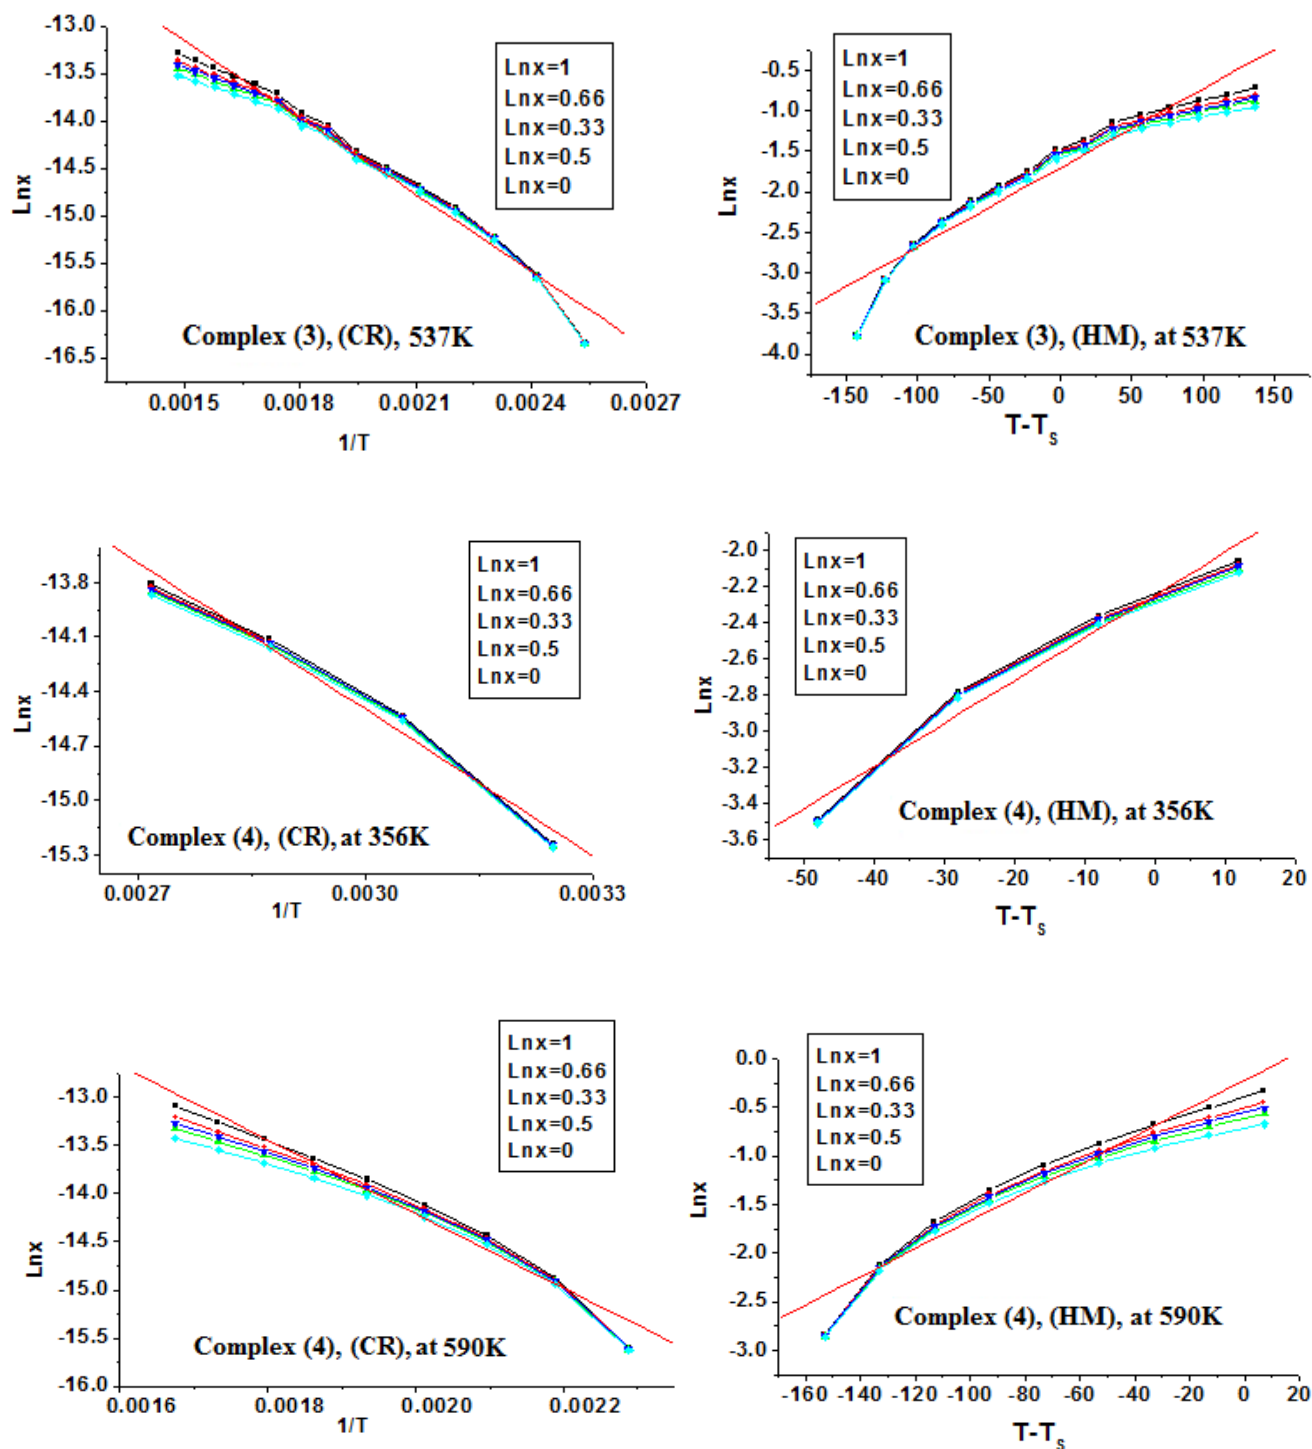 -13.0
-13.5
-14.0
-14.5
-15.0
-15.5
-16.0
-16.5
Lnx
Lnx=1
Lnx=0.66
Lnx=0.33
Lnx=0.5
Lnx=0
Complex (3), (CR), 537K
0.0015 0.0018 0.0021 0.0024 0.0027
1/T
-0.5
-1.0
-1.5
-2.0
-2.5
-3.0
-3.5
-4.0
Lnx
Lnx=1
Lnx=0.66
Lnx=0.33
Lnx=0.5
Lnx=0
Complex (3), (HM), at 537K
-150 -100 -50 0 50 100 150
T-Ts
-13.8
-14.1
-14.4
-14.7
-15.0
-15.3
Lnx
Lnx=1
Lnx=0.66
Lnx=0.33
Lnx=0.5
Lnx=0
Complex (4), (CR), at 356K
0.0027 0.0030 0.0033
1/T
-2.0
-2.2
-2.4
-2.6
-2.8
-3.0
-3.2
-3.4
-3.6
Lnx
Lnx=1
Lnx=0.66
Lnx=0.33
Lnx=0.5
Lnx=0
Complex (4), (HM), at 356K
-50 -40 -30 -20 -10 0 10 20
T-Ts
-13.0
-13.5
-14.0
-14.5
-15.0
-15.5
-16.0
Lnx
Lnx=1
Lnx=0.66
Lnx=0.33
Lnx=0.5
Lnx=0
Complex (4), (CR), at 590K
0.0016 0.0018 0.0020 0.0022
1/T
0.0
-0.5
-1.0
-1.5
-2.0
-2.5
-3.0
Lnx
Lnx=1
Lnx=0.66
Lnx=0.33
Lnx=0.5
Lnx=0
Complex (4), (HM), at 590K
-160 -140 -120 -100 -80 -60 -40 -20 0 20
T-Ts